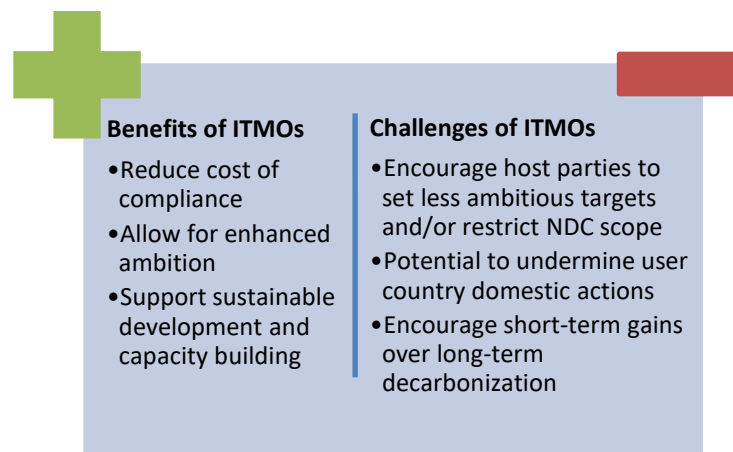 Benefits of ITMOs
•Reduce cost of
compliance
•Allow for enhanced
ambition
•Support sustainable
development and
capacity building
Challenges of ITMOs
•Encourage host parties to
set less ambitious targets
and/or restrict NDC scope
•Potential to undermine user
country domestic actions
•Encourage short-term gains
over long-term
decarbonization